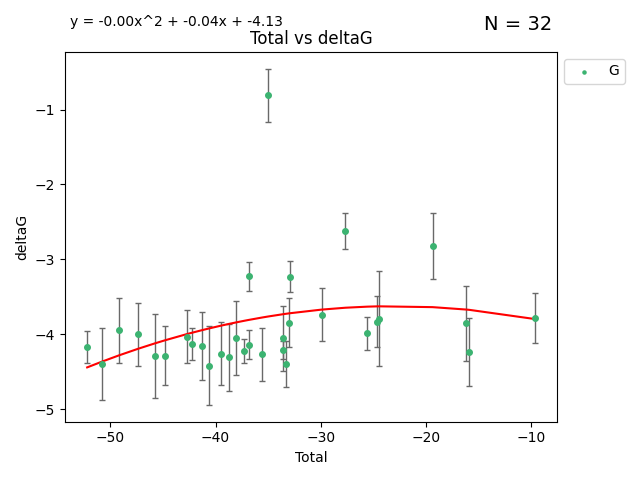 y = -0.00x^2 + -0.04x + -4.13
N = 32
Total vs deltaG
G
deltaG
−1
−2
−3
−4
−5
−50
−40
−30
−20
−10
Total